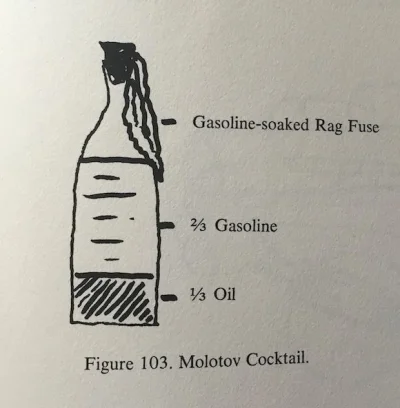 Gasoline-soaked Rag Fuse
⅔ Gasoline
⅓ Oil
Figure 103. Molotov Cocktail.